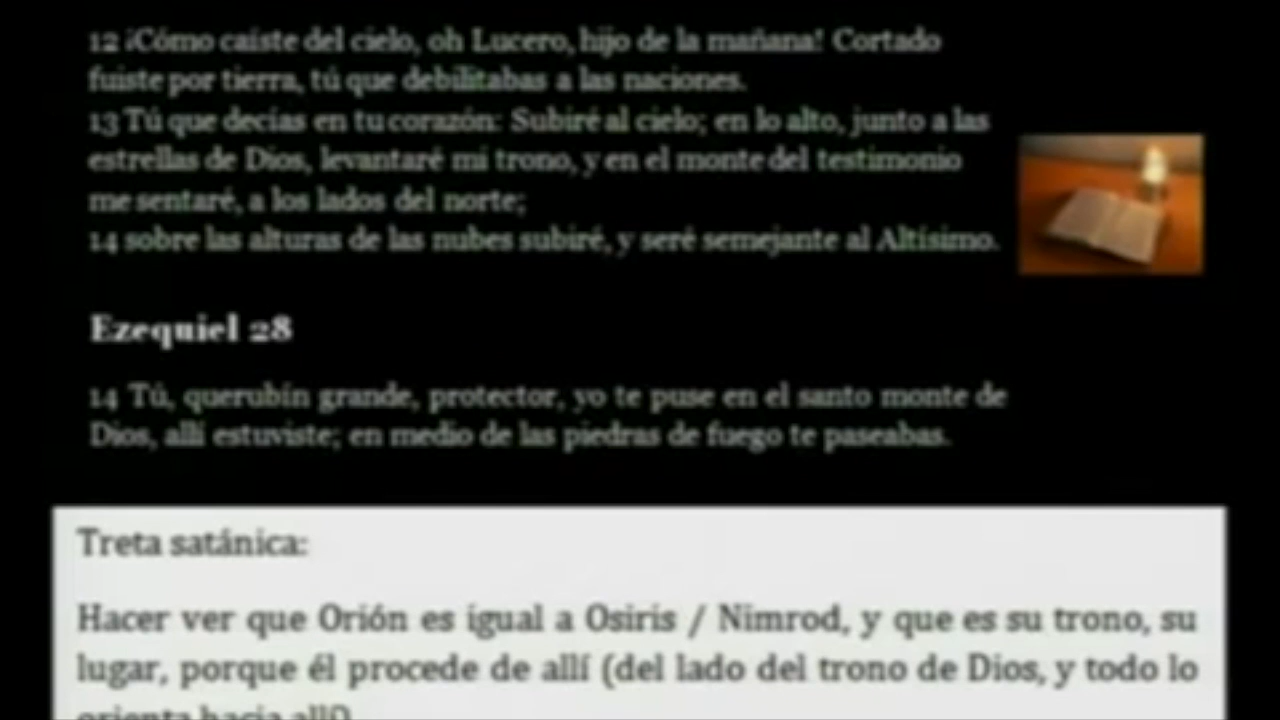 12 ¡Cómo caíste del cielo, oh Lucero, hijo de la mañana! Cortado
fuiste por tierra, tú que debilitabas a las naciones.
13 Tú que decías en tu corazón: Subiré al cielo; en lo alto, junto a las
estrellas de Dios, levantaré mi trono, y en el monte del testimonio
me sentaré, a los lados del norte;
14 sobre las alturas de las nubes subiré, y seré semejante al Altísimo.
Ezequiel 28
14 Tú, querubín grande, protector, yo te puse en el santo monte de
Dios, allí estuviste; en medio de las piedras de fuego te paseabas.
Treta satánica:
Hacer ver que Orión es igual a Osiris / Nimrod, y que es su trono, su
lugar, porque él procede de allí (del lado del trono de Dios, y todo lo
orienta hacia allí)